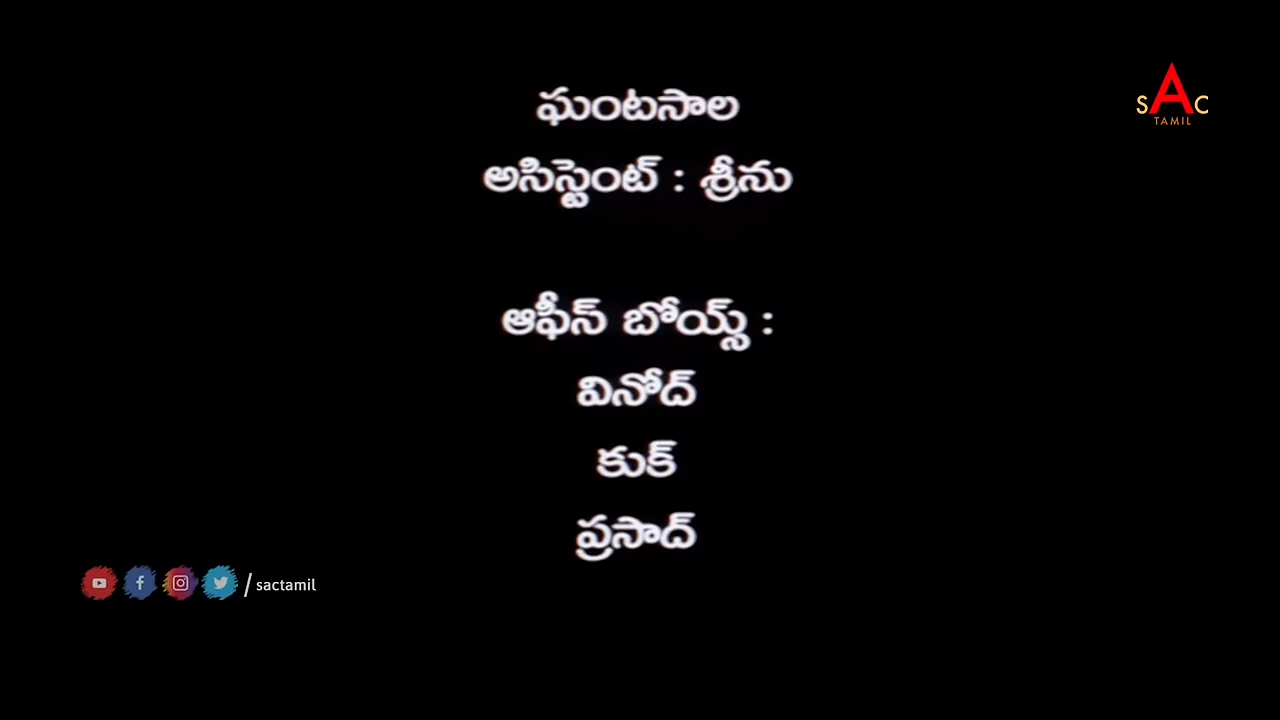 SAC
TAMIL
ఘంటసాల
అసిస్టెంట్ : శ్రీను
ఆఫీస్ బోయ్స్ :
వినోద్
కుక్
ప్రసాద్
/sactamil